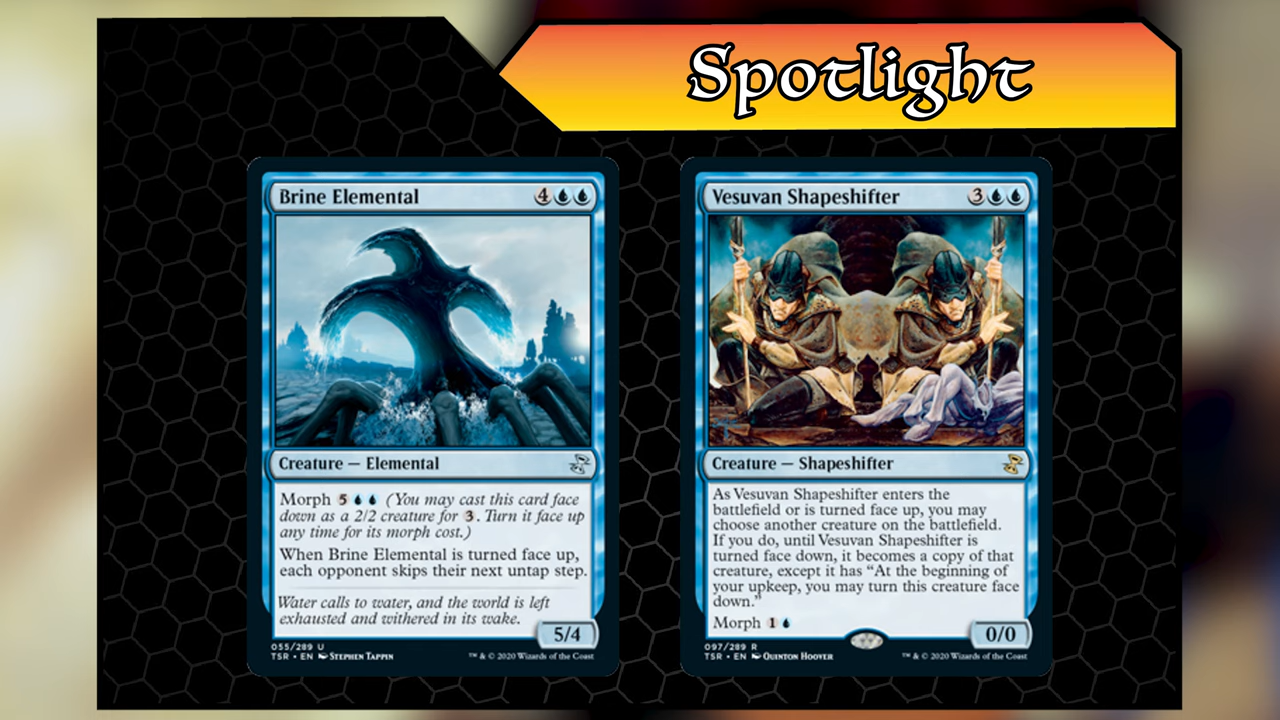 Spotlight
Brine Elemental 4
Creature — Elemental
Morph 5 (You may cast this card face
down as a 2/2 creature for 3. Turn it face up
any time for its morph cost.)
When Brine Elemental is turned face up,
each opponent skips their next untap step.
Water calls to water, and the world is left
exhausted and withered in its wake.
5/4
055/289 U
TSR • EN Stephen Tappin
™ & © 2020 Wizards of the Coast
Vesuvan Shapeshifter 3
Creature — Shapeshifter
As Vesuvan Shapeshifter enters the
battlefield or is turned face up, you may
choose another creature on the battlefield.
If you do, until Vesuvan Shapeshifter is
turned face down, it becomes a copy of that
creature, except it has “At the beginning of
your upkeep, you may turn this creature face
down.”
Morph 1
0/0
097/289 R
TSR • EN Quinton Hoover
™ & © 2020 Wizards of the Coast